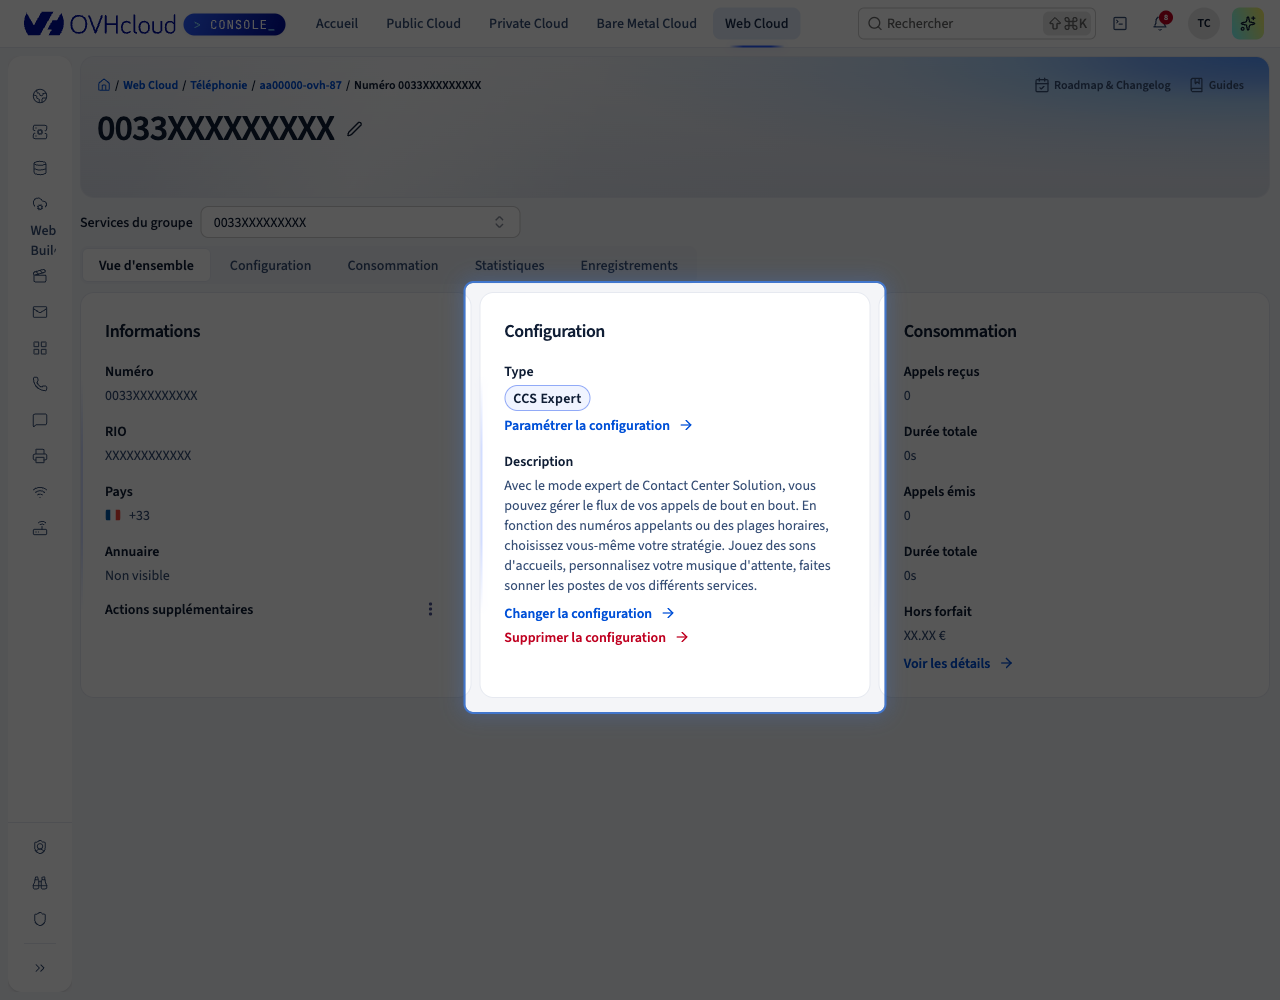 OVHcloud > CONSOLE_ Accueil Public Cloud Private Cloud Bare Metal Cloud Web Cloud Rechercher ⇧⌘K 8 TC
/ Web Cloud / Téléphonie / aa00000-ovh-87 / Numéro 0033XXXXXXXXX Roadmap & Changelog Guides
0033XXXXXXXXX
Services du groupe 0033XXXXXXXXX
Web
Buil
Vue d'ensemble Configuration Consommation Statistiques Enregistrements
Informations
Numéro
0033XXXXXXXXX
RIO
XXXXXXXXXXXX
Pays
+33
Annuaire
Non visible
Actions supplémentaires
Configuration
Type
CCS Expert
Paramétrer la configuration
Description
Avec le mode expert de Contact Center Solution, vous
pouvez gérer le flux de vos appels de bout en bout. En
fonction des numéros appelants ou des plages horaires,
choisissez vous-même votre stratégie. Jouez des sons
d'accueils, personnalisez votre musique d'attente, faites
sonner les postes de vos différents services.
Changer la configuration
Supprimer la configuration
Consommation
Appels reçus
0
Durée totale
0s
Appels émis
0
Durée totale
0s
Hors forfait
XX.XX €
Voir les détails